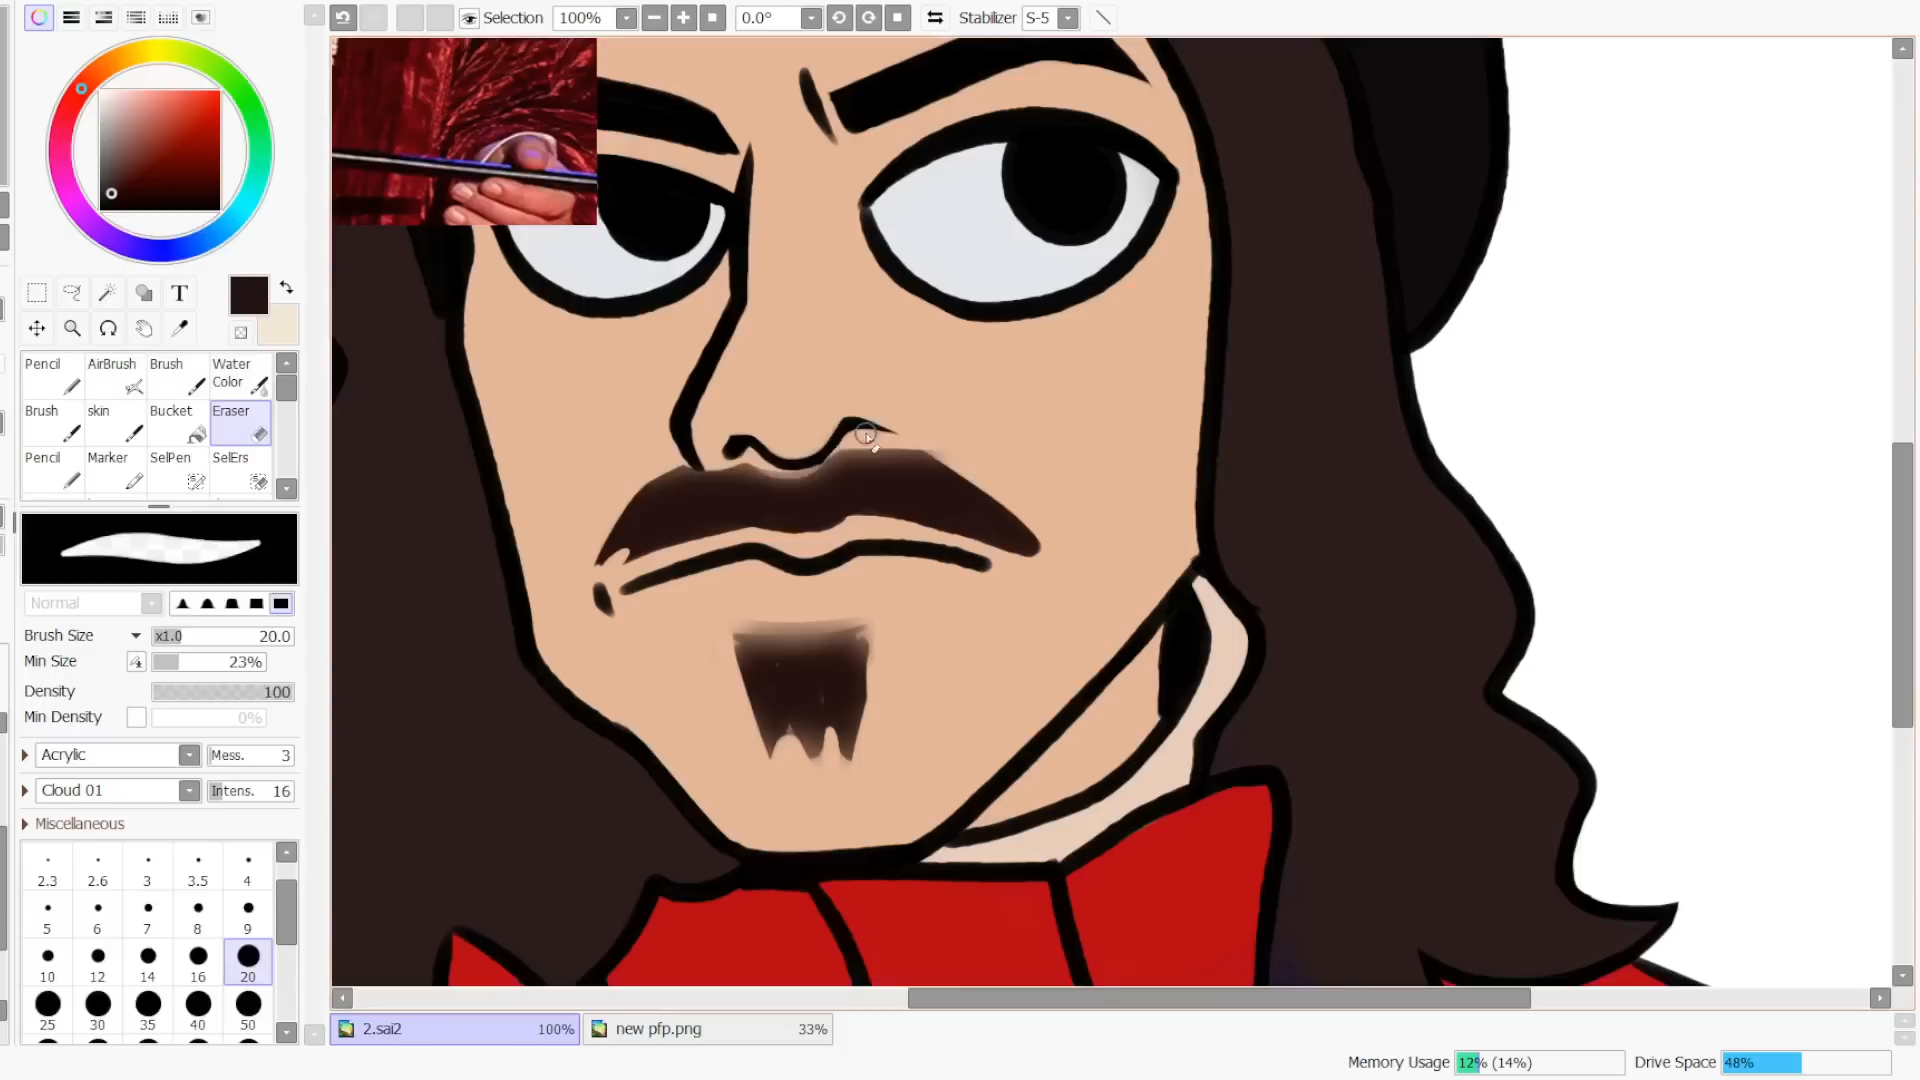 Selection 100% 0.0° Stabilizer S-5
T
Pencil AirBrush Brush Water Color
Brush skin Bucket Eraser
Pencil Marker SelPen SelErs
Normal
Brush Size x1.0 20.0
Min Size 23%
Density 100
Min Density 0%
Acrylic Mess. 3
Cloud 01 Intens. 16
Miscellaneous
2.3 2.6 3 3.5 4
5 6 7 8 9
10 12 14 16 20
25 30 35 40 50
2.sai2 100% new pfp.png 33%
Memory Usage 12% (14%) Drive Space 48%